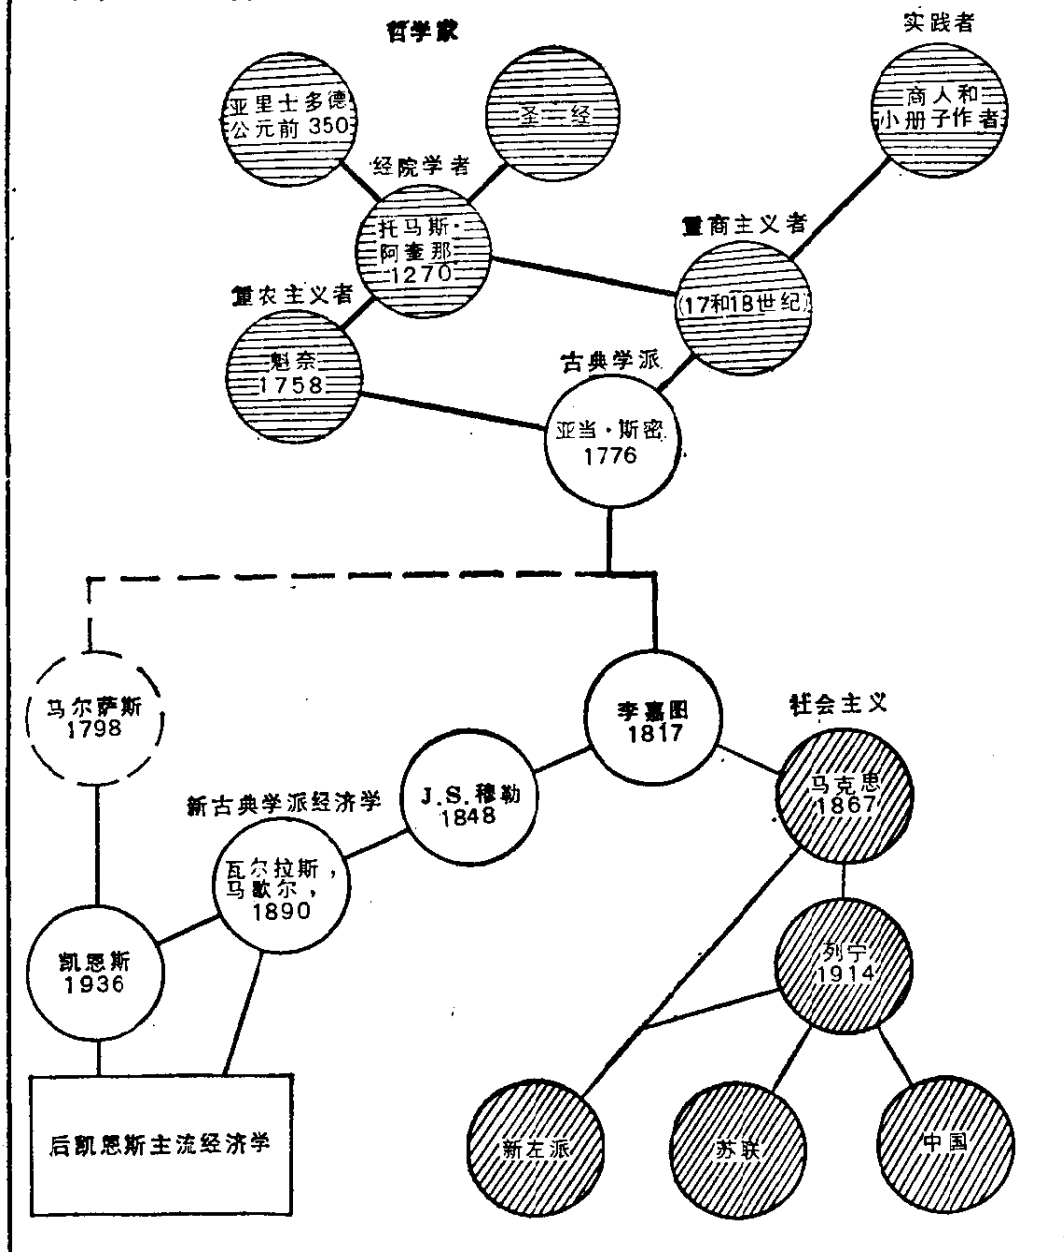 哲学家
实践者
亚里士多德
公元前350
圣经
商人和
小册子作者
经院学者
托马斯·
阿奎那
1270
重商主义者
(17和18世纪)
重农主义者
魁奈
1758
古典学派
亚当·斯密
1776
马尔萨斯
1798
李嘉图
1817
社会主义
马克思
1867
J.S.穆勒
1848
新古典学派经济学
瓦尔拉斯,
马歇尔,
1890
凯恩斯
1936
列宁
1914
后凯恩斯主流经济学
新左派
苏联
中国